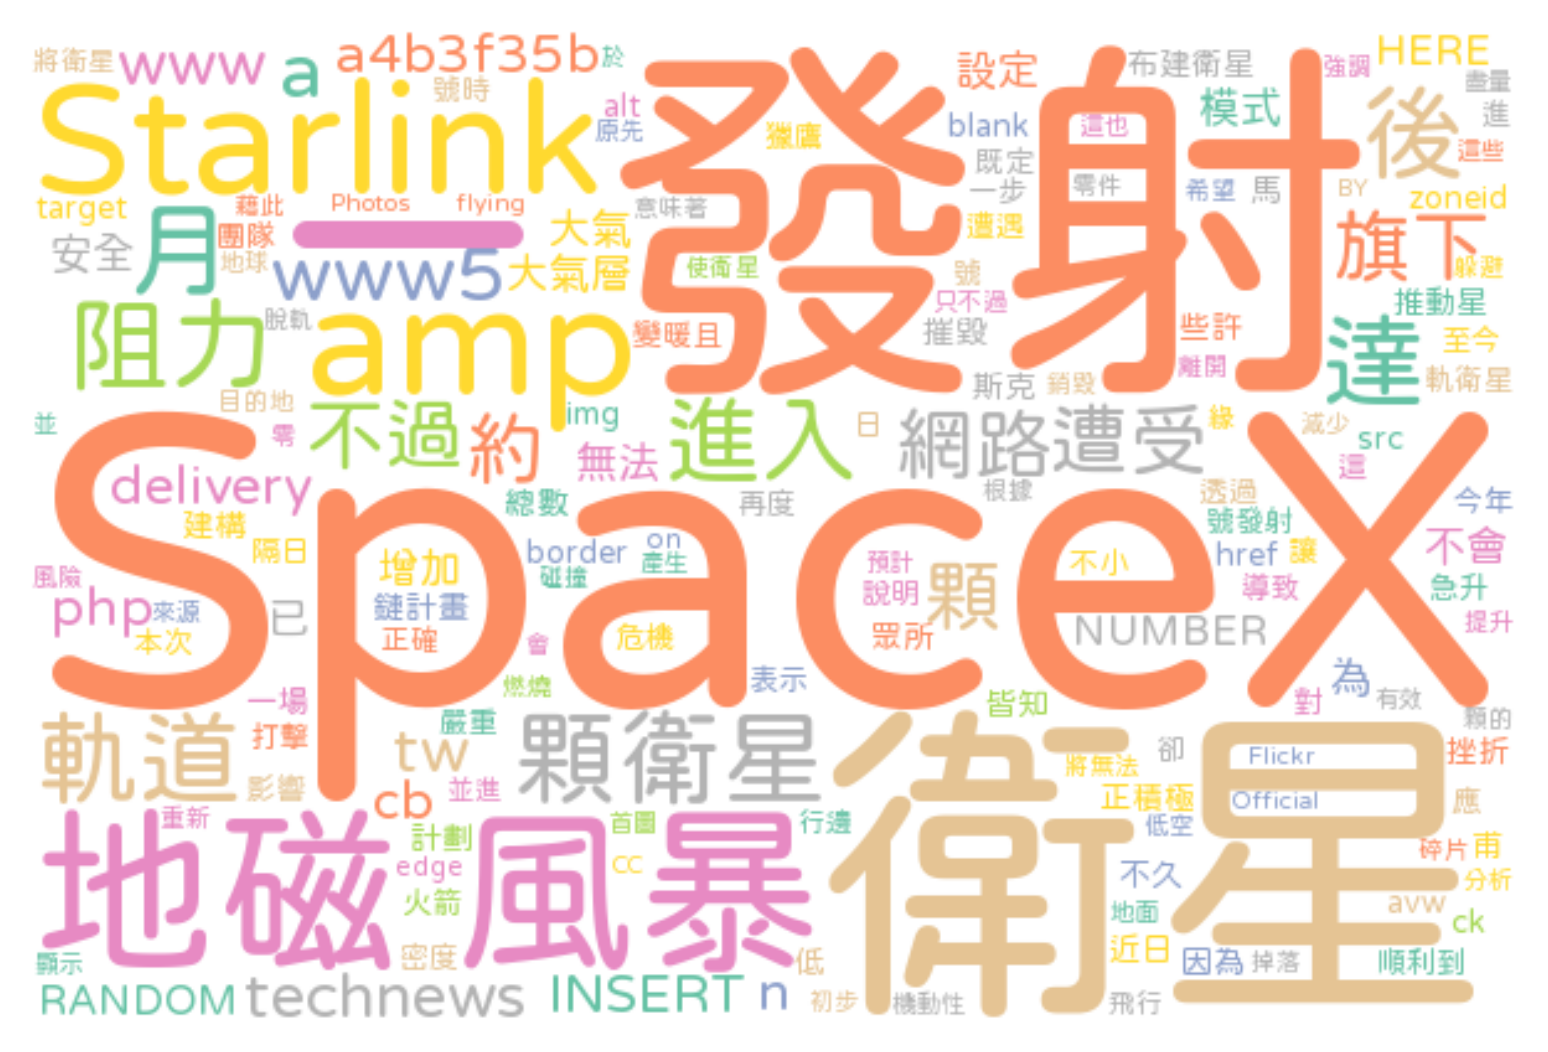 將衛星 www a a4b3f35b 於 設定 布建衛星 強調 HERE
Starlink 號時 alt 原先 發射 獵鷹 blank 這也 模式 後 盡量 進
target 藉此 Photos flying 意味著 既定 一步 零件 希望 馬 BY 這些 zoneid
安全 月 團隊 地球 大氣 遭遇 旗下 躲避
www5 大氣層 使衛星 號 只不過 推動星
阻力 脫軌 amp 變暖且 摧毀 些許 達 至今
目的地 img 斯克 銷毀 離開 軌衛星
並 零 不過 約 無法 進入 日 網路遭受 緣 減少 src 這
SpaceX
delivery 總數 再度 根據 透過 今年
建構 隔日 增加 border on 產生 碰撞 預計 不小 號發射 href 讓 不會
風險 php 來源 本次 已 鏈計畫 正確 會 危機 說明 顆 眾所 NUMBER 導致 急升 提升
一場 燃燒 表示 皆知 為 對 有效 顆的
軌道 打擊 影響 嚴重 tw 顆衛星 衛星 將無法 卻 Flickr 挫折
cb 並進 正積極 Official 應
地磁風暴 重新 計劃 首圖 行邊 低空 碎片 甫
edge cc 火箭 不久 分析
密度 地面 avw ck
顯示 低 近日 因為 掉落 順利到
RANDOM technews INSERT n 初步 機動性 飛行